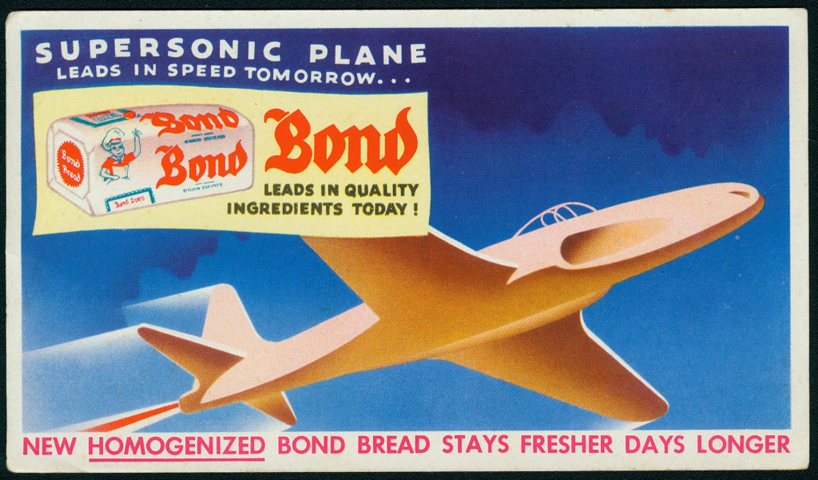 SUPERSONIC PLANE
LEADS IN SPEED TOMORROW...
Bond
Bond
Bond
Bread
Bond
LEADS IN QUALITY
INGREDIENTS TODAY!
NEW HOMOGENIZED BOND BREAD STAYS FRESHER DAYS LONGER